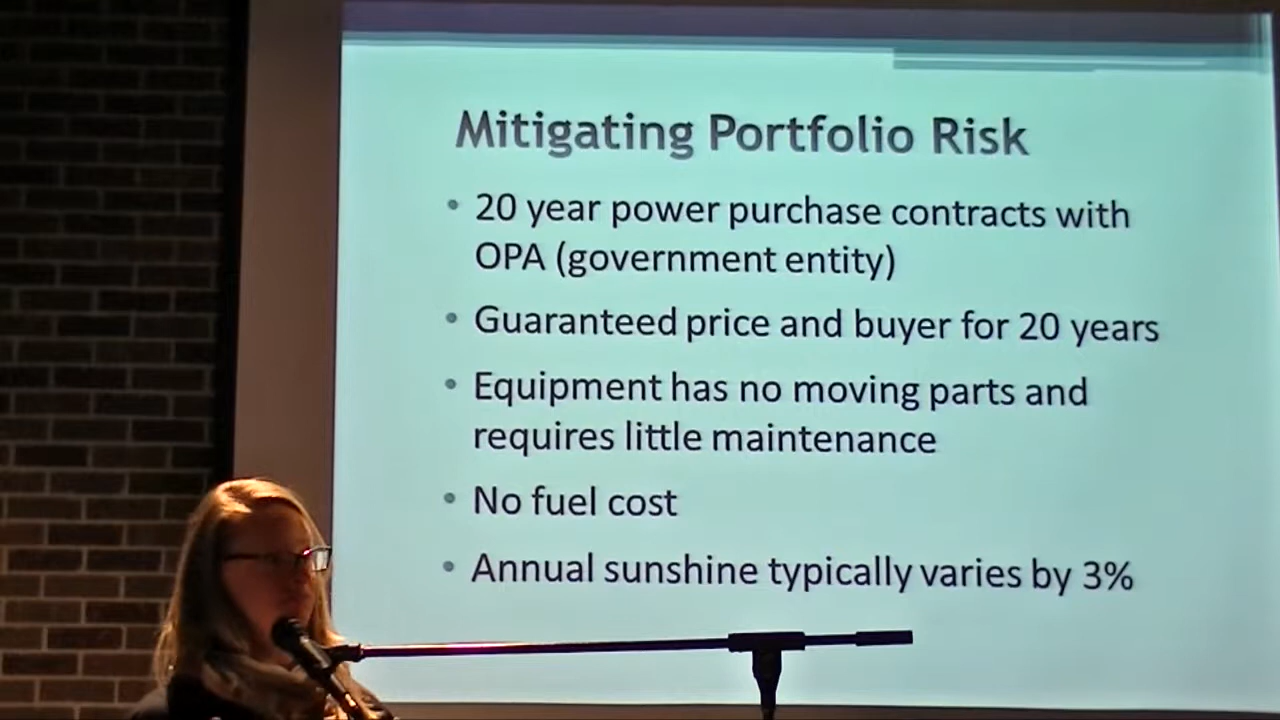 Mitigating Portfolio Risk
• 20 year power purchase contracts with
OPA (government entity)
• Guaranteed price and buyer for 20 years
• Equipment has no moving parts and
requires little maintenance
• No fuel cost
• Annual sunshine typically varies by 3%